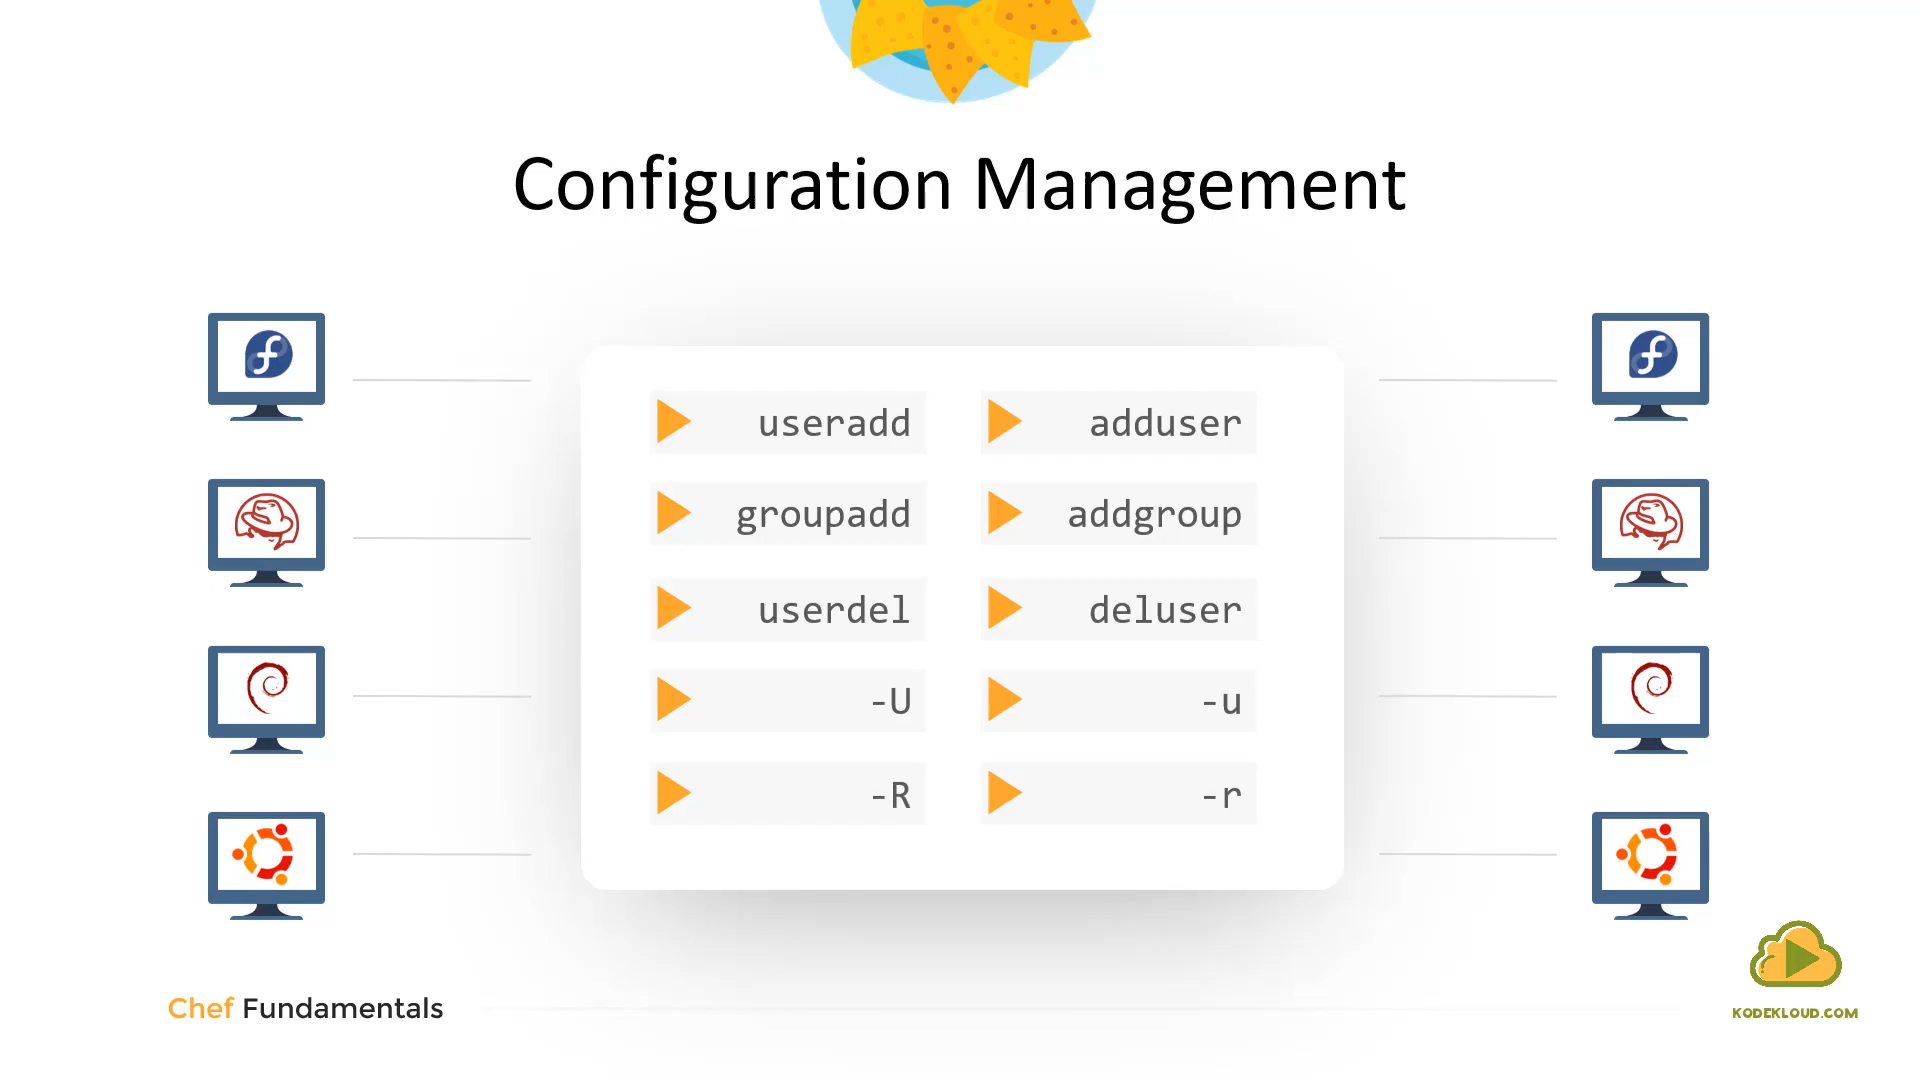 Configuration Management
useradd adduser
groupadd addgroup
userdel deluser
-U -u
-R -r
Chef Fundamentals
KODEKLOUD.COM